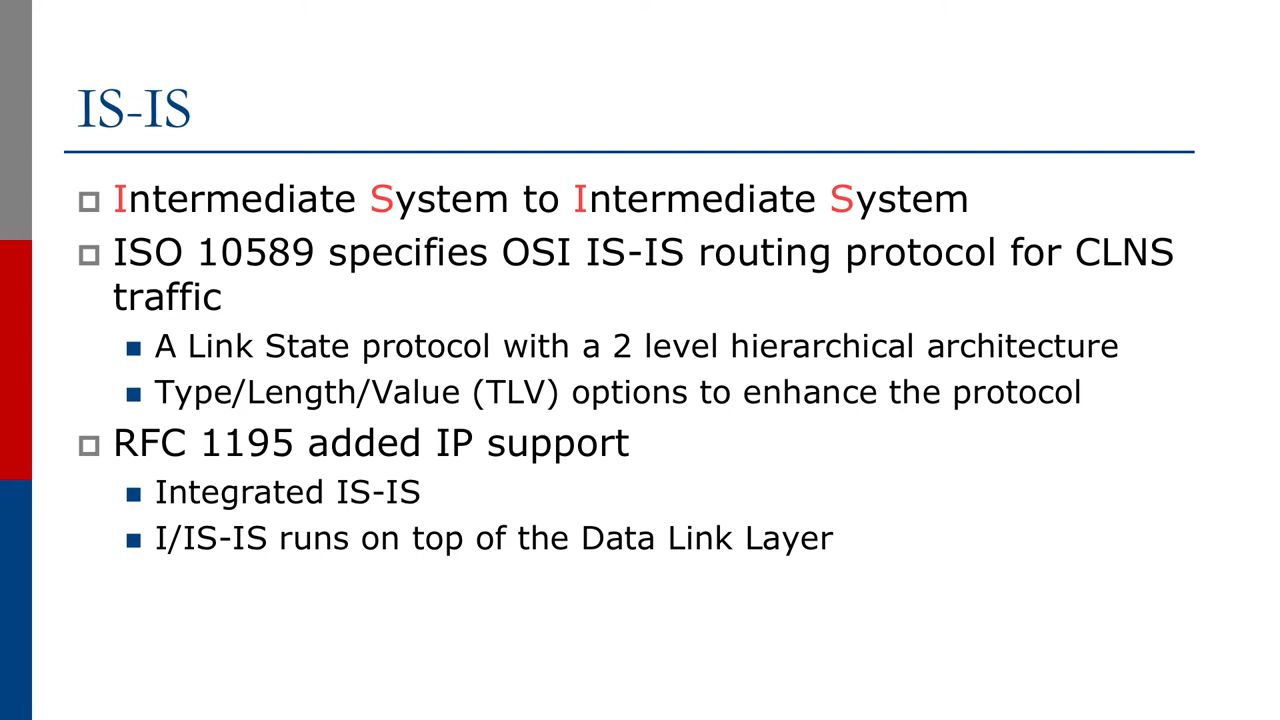 IS-IS
Intermediate System to Intermediate System
ISO 10589 specifies OSI IS-IS routing protocol for CLNS
traffic
A Link State protocol with a 2 level hierarchical architecture
Type/Length/Value (TLV) options to enhance the protocol
RFC 1195 added IP support
Integrated IS-IS
I/IS-IS runs on top of the Data Link Layer